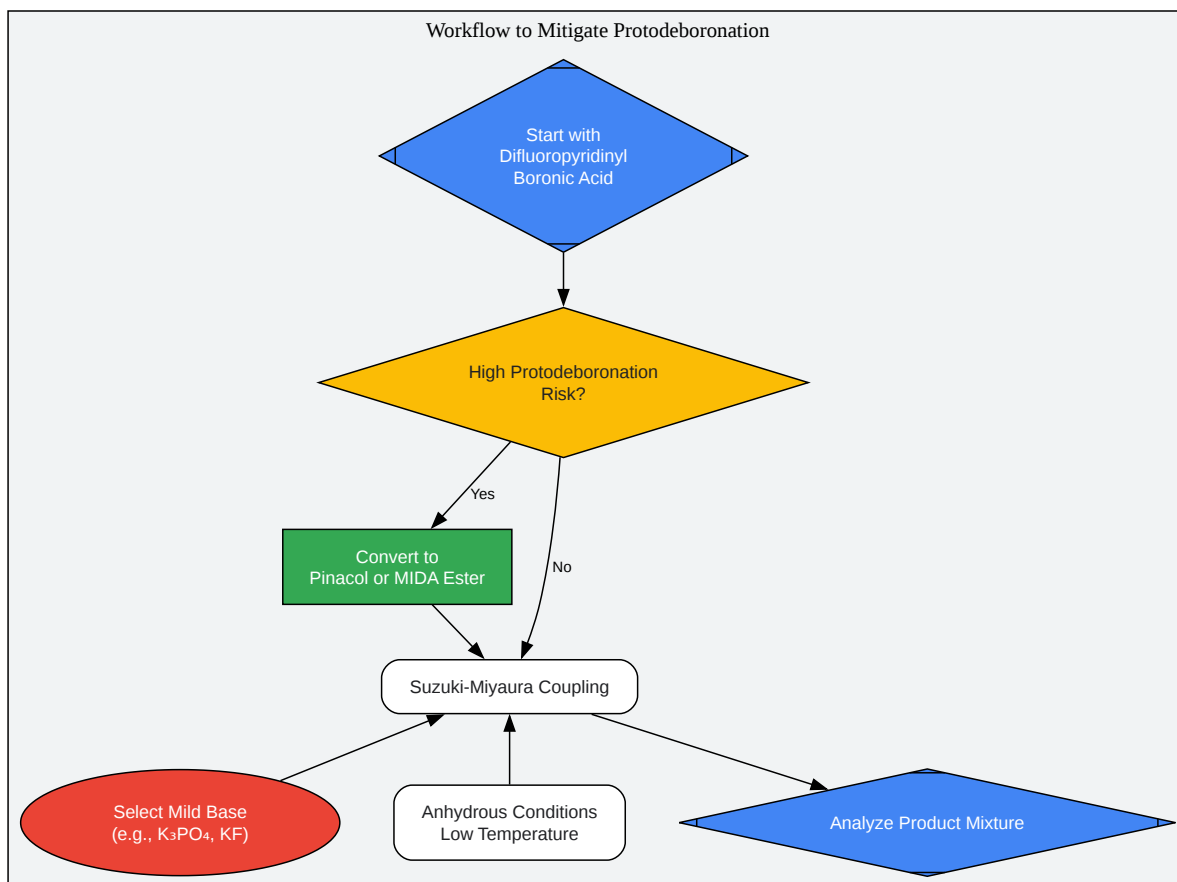 Workflow to Mitigate Protodeboronation
Start with
Difluoropyridinyl
Boronic Acid
High Protodeboronation
Risk?
Yes
No
Convert to
Pinacol or MIDA Ester
Suzuki-Miyaura Coupling
Select Mild Base
(e.g., K₃PO₄, KF)
Anhydrous Conditions
Low Temperature
Analyze Product Mixture